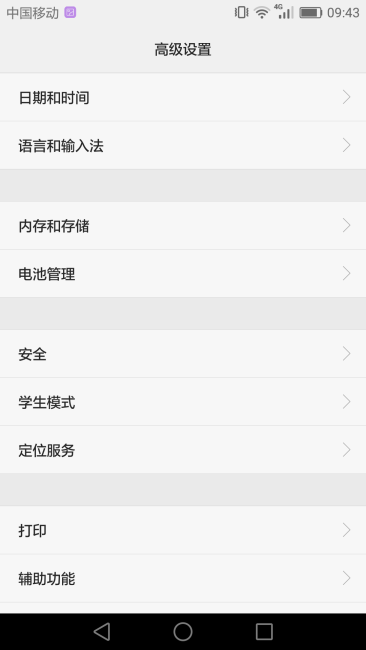 中国移动
4G
09:43
高级设置
日期和时间
语言和输入法
内存和存储
电池管理
安全
学生模式
定位服务
打印
辅助功能